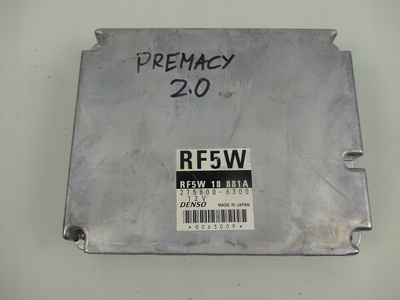 PREMACY
2.0
RF5W
RF5W 18 881A
275800-6300
12V
DENSO MADE IN JAPAN
*0063009*